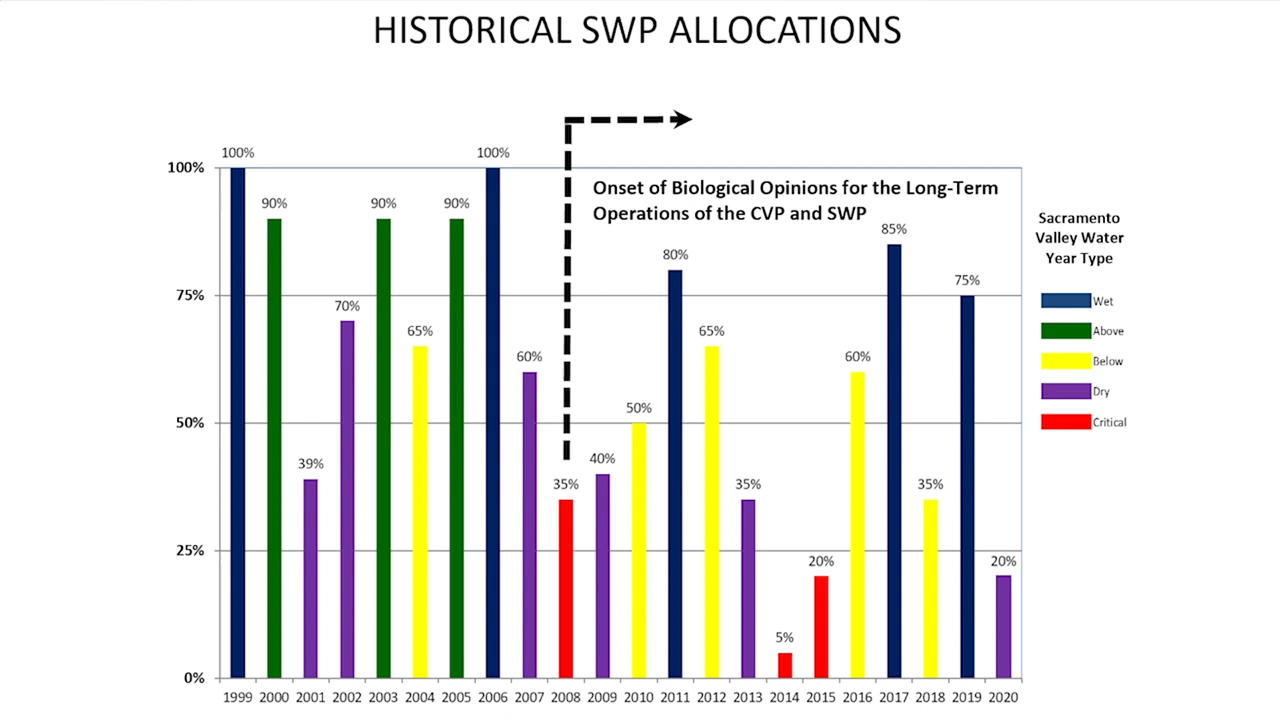 HISTORICAL SWP ALLOCATIONS
100%
90%
39%
70%
90%
65%
90%
100%
60%
35%
40%
50%
80%
65%
35%
5%
20%
60%
85%
35%
75%
20%
Onset of Biological Opinions for the Long-Term
Operations of the CVP and SWP
100%
75%
50%
25%
0%
1999 2000 2001 2002 2003 2004 2005 2006 2007 2008 2009 2010 2011 2012 2013 2014 2015 2016 2017 2018 2019 2020
Sacramento
Valley Water
Year Type
Wet
Above
Below
Dry
Critical